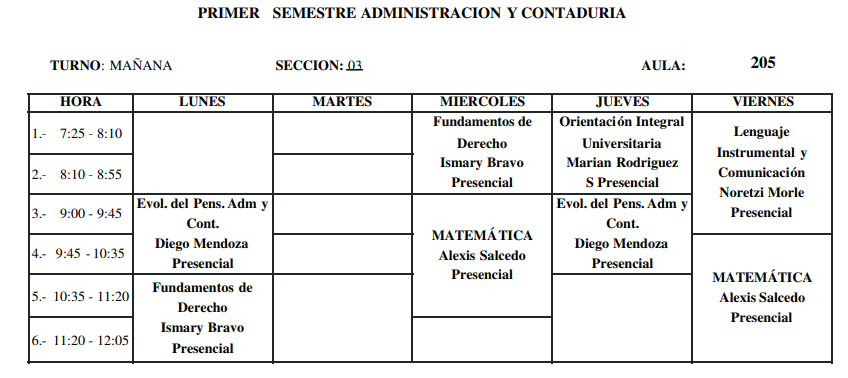 PRIMER SEMESTRE ADMINISTRACION Y CONTADURIA
TURNO: MAÑANA SECCION: 03 AULA: 205
HORA LUNES MARTES MIERCOLES JUEVES VIERNES
1.- 7:25 - 8:10
2.- 8:10 - 8:55
3.- 9:00 - 9:45
4.- 9:45 - 10:35
5.- 10:35 - 11:20
6.- 11:20 - 12:05
Evol. del Pens. Adm y
Cont.
Diego Mendoza
Presencial
Fundamentos de
Derecho
Ismary Bravo
Presencial
Fundamentos de
Derecho
Ismary Bravo
Presencial
MATEMÁTICA
Alexis Salcedo
Presencial
Orientación Integral
Universitaria
Marian Rodriguez
S Presencial
Evol. del Pens. Adm y
Cont.
Diego Mendoza
Presencial
Lenguaje
Instrumental y
Comunicación
Noretzi Morle
Presencial
MATEMÁTICA
Alexis Salcedo
Presencial